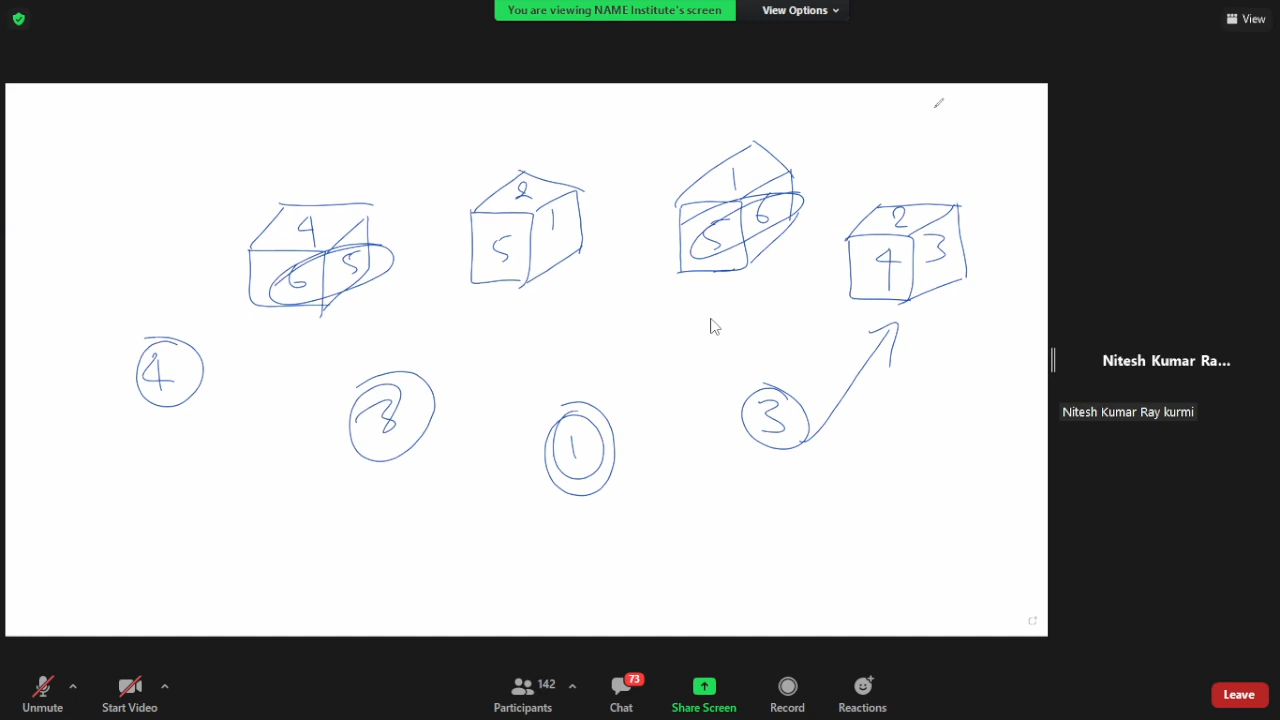 You are viewing NAME Institute's screen
View Options
View
4
6 5
2
5 1
1
5 6
2
4 3
4
3
1
3
Nitesh Kumar Ra...
Nitesh Kumar Ray kurmi
Unmute
Start Video
142
Participants
73
Chat
Share Screen
Record
Reactions
Leave